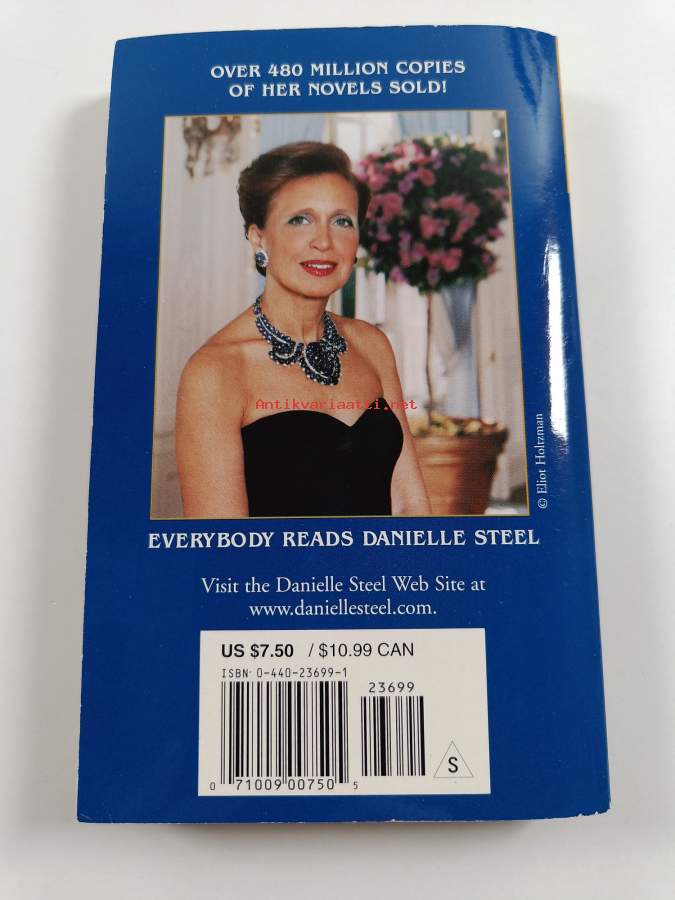 OVER 480 MILLION COPIES
OF HER NOVELS SOLD!
Antikvariaatti.net
© Eliot Holtzman
EVERYBODY READS DANIELLE STEEL
Visit the Danielle Steel Web Site at
www.daniellesteel.com.
US $7.50 / $10.99 CAN
ISBN: 0-440-23699-1
23699
0 71009 00750 5
S